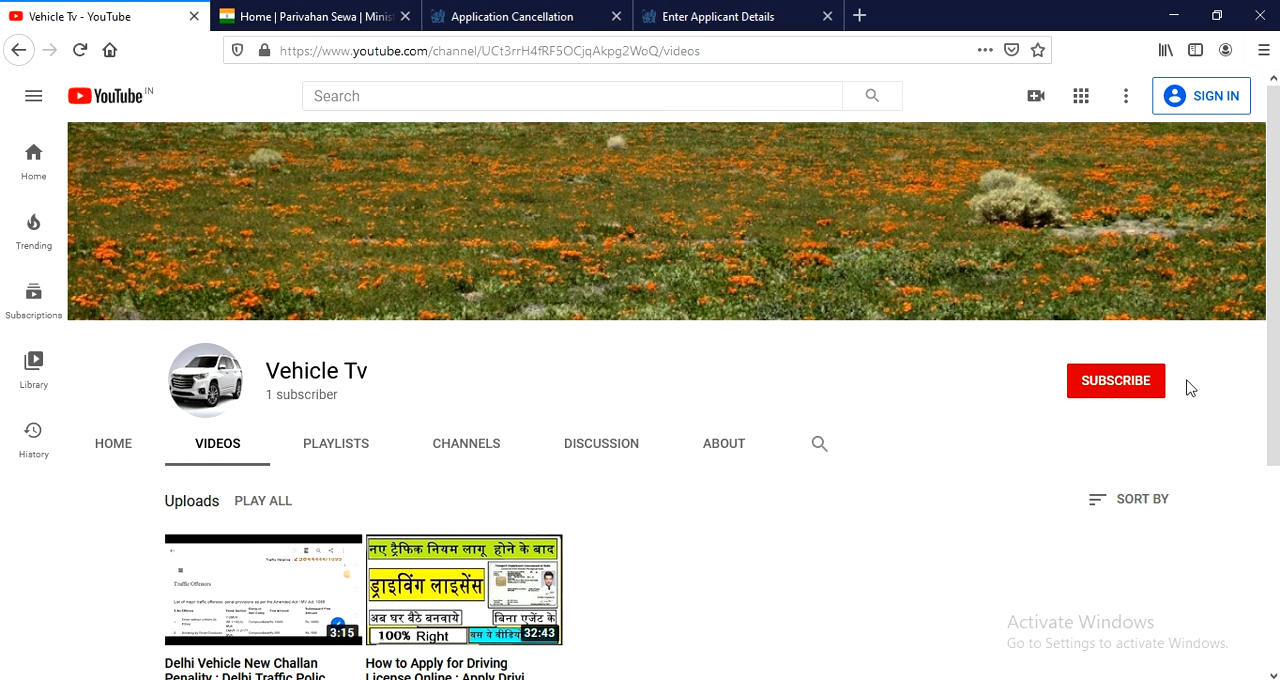 Vehicle Tv - YouTube
Home | Parivahan Sewa | Minis
Application Cancellation
Enter Applicant Details
https://www.youtube.com/channel/UCt3rrH4fRF5OCjqAkpg2WoQ/videos
YouTube IN
Search
SIGN IN
Home
Trending
Subscriptions
Library
History
Vehicle Tv
1 subscriber
SUBSCRIBE
HOME
VIDEOS
PLAYLISTS
CHANNELS
DISCUSSION
ABOUT
Uploads
PLAY ALL
SORT BY
Traffic Offences
3:15
नए ट्रैफिक नियम लागू होने के बाद
ड्राइविंग लाइसेंस
अब घर बैठे बनवाये
बिना एजेंट के
100% Right
बस ये वीडियो
32:43
Delhi Vehicle New Challan
Penality : Delhi Traffic Polic
How to Apply for Driving
License Online : Apply Drivi
Activate Windows
Go to Settings to activate Windows.